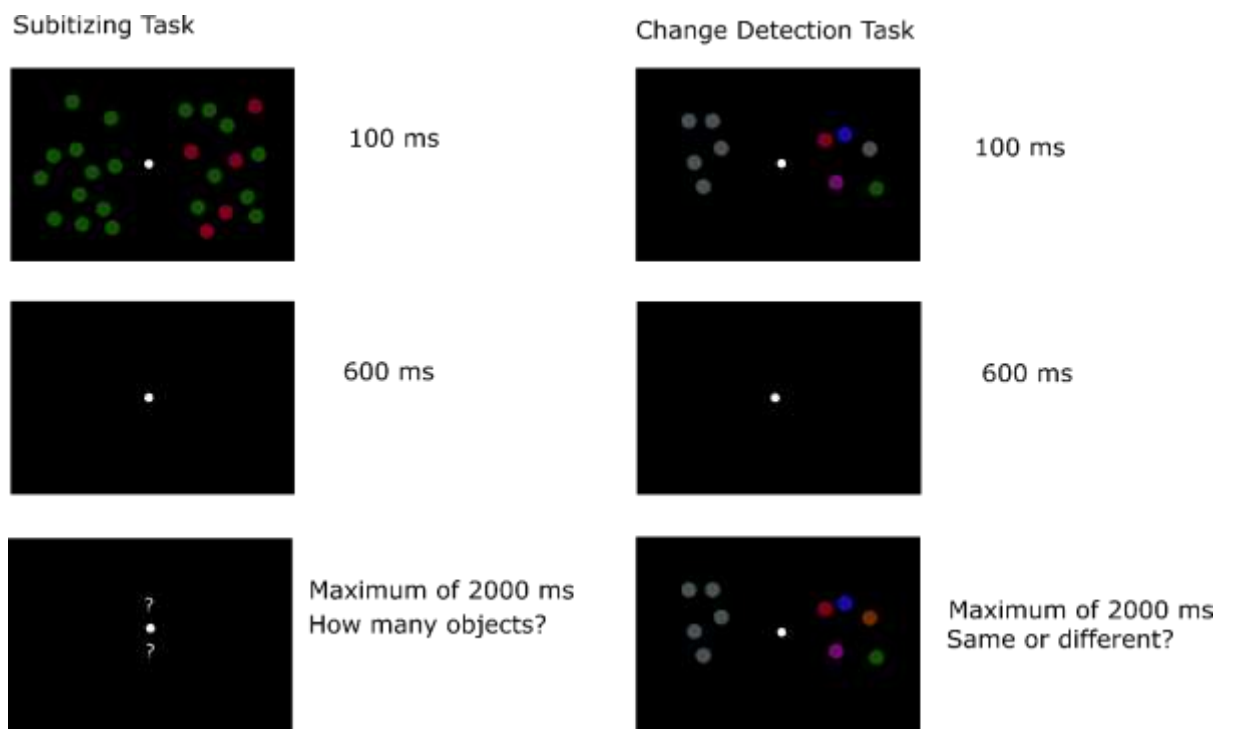 Subitizing Task
100 ms
600 ms
?
?
Maximum of 2000 ms
How many objects?
Change Detection Task
100 ms
600 ms
Maximum of 2000 ms
Same or different?